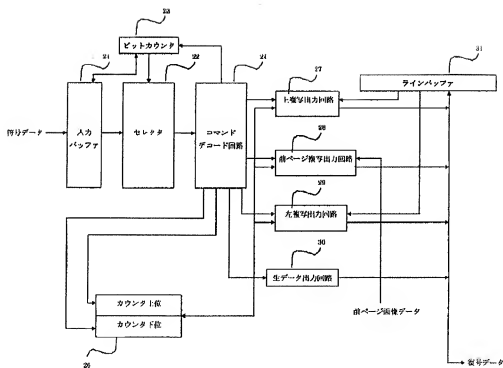 23
ビットカウンタ
21
22
24
27
31
ラインバッファ
上複写出力回路
符号データ
入力
バッファ
セレクタ
コマンド
デコード回路
28
前ページ複写出力回路
29
左複写出力回路
30
生データ出力回路
カウンタ上位
カウンタ下位
前ページ画像データ
26
復号データ